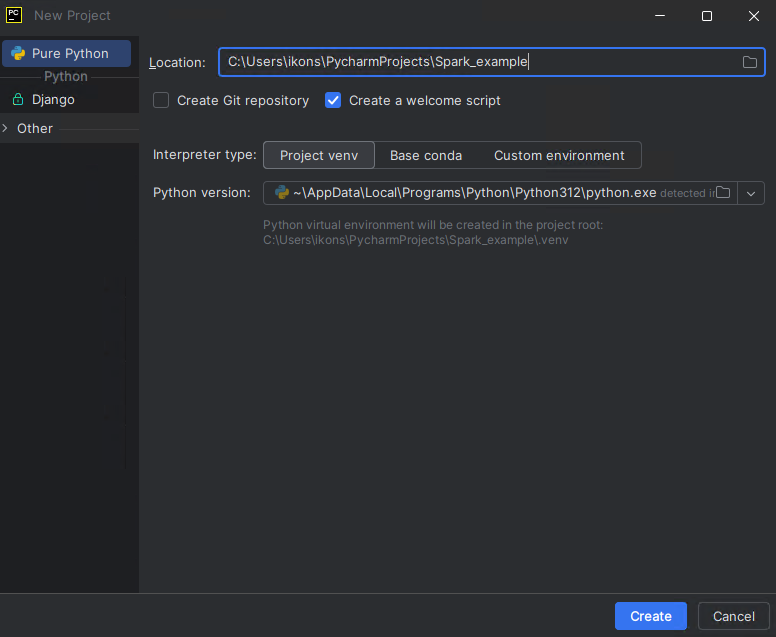 PC New Project
Pure Python
Python
Django
Other
Location: C:\Users\ikons\PycharmProjects\Spark_example
Create Git repository Create a welcome script
Interpreter type: Project venv Base conda Custom environment
Python version: ~\AppData\Local\Programs\Python\Python312\python.exe detected in
Python virtual environment will be created in the project root:
C:\Users\ikons\PycharmProjects\Spark_example\.venv
Create Cancel